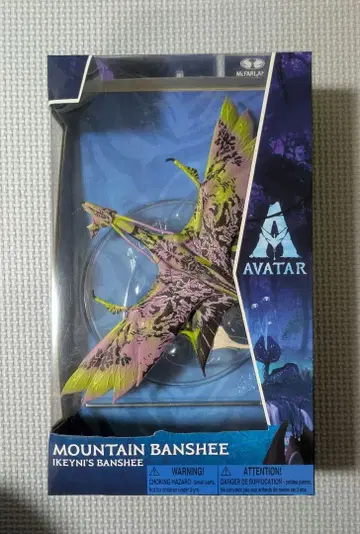 McFARLANE
AVATAR
MOUNTAIN BANSHEE
IKEYNI'S BANSHEE
WARNING!
CHOKING HAZARD
ATTENTION!
DANGER DE SUFFOCATION